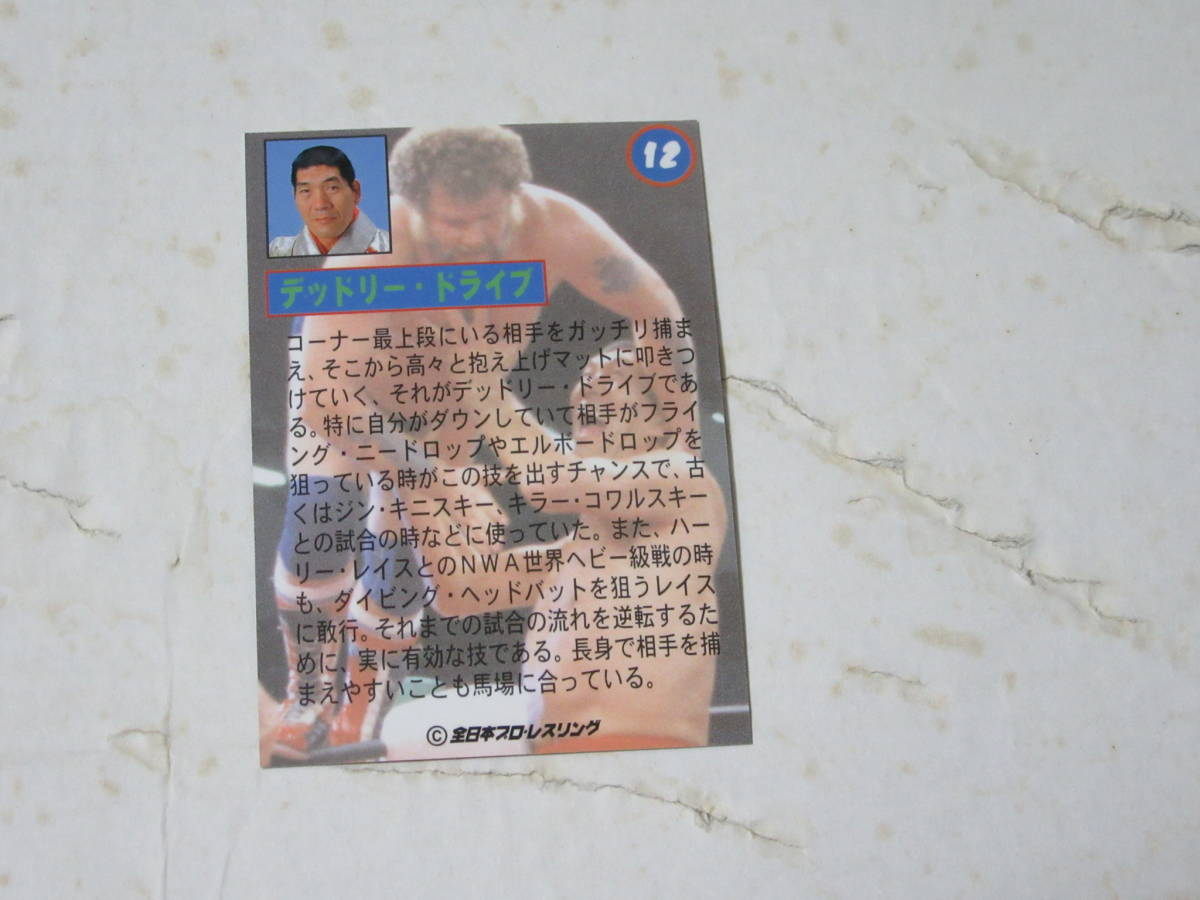 12
デッドリー・ドライブ
コーナー最上段にいる相手をガッチリ捕ま
え、そこから高々と抱え上げマットに叩きつ
けていく、それがデッドリー・ドライブであ
る。特に自分がダウンしていて相手がフライ
ング・ニードロップやエルボードロップを
狙っている時がこの技を出すチャンスで、古
くはジン・キニスキー、キラー・コワルスキー
との試合の時などに使っていた。また、ハー
リー・レイスとのNWA世界ヘビー級戦の時
も、ダイビング・ヘッドバットを狙うレイス
に敢行。それまでの試合の流れを逆転するた
めに、実に有効な技である。長身で相手を捕
まえやすいことも馬場に合っている。
©全日本プロ・レスリング